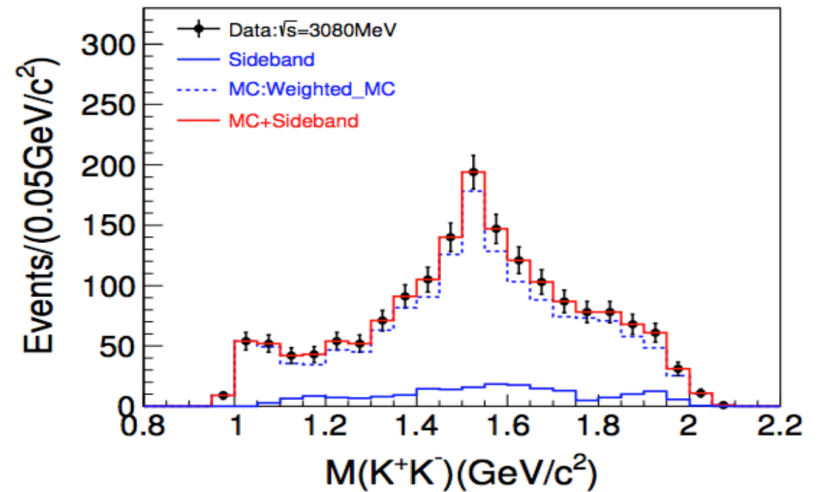 Data:√s=3080MeV
Sideband
MC:Weighted_MC
MC+Sideband
Events/(0.05GeV/c²)
300
250
200
150
100
50
0
0.8 1 1.2 1.4 1.6 1.8 2 2.2
M(K⁺K⁻)(GeV/c²)